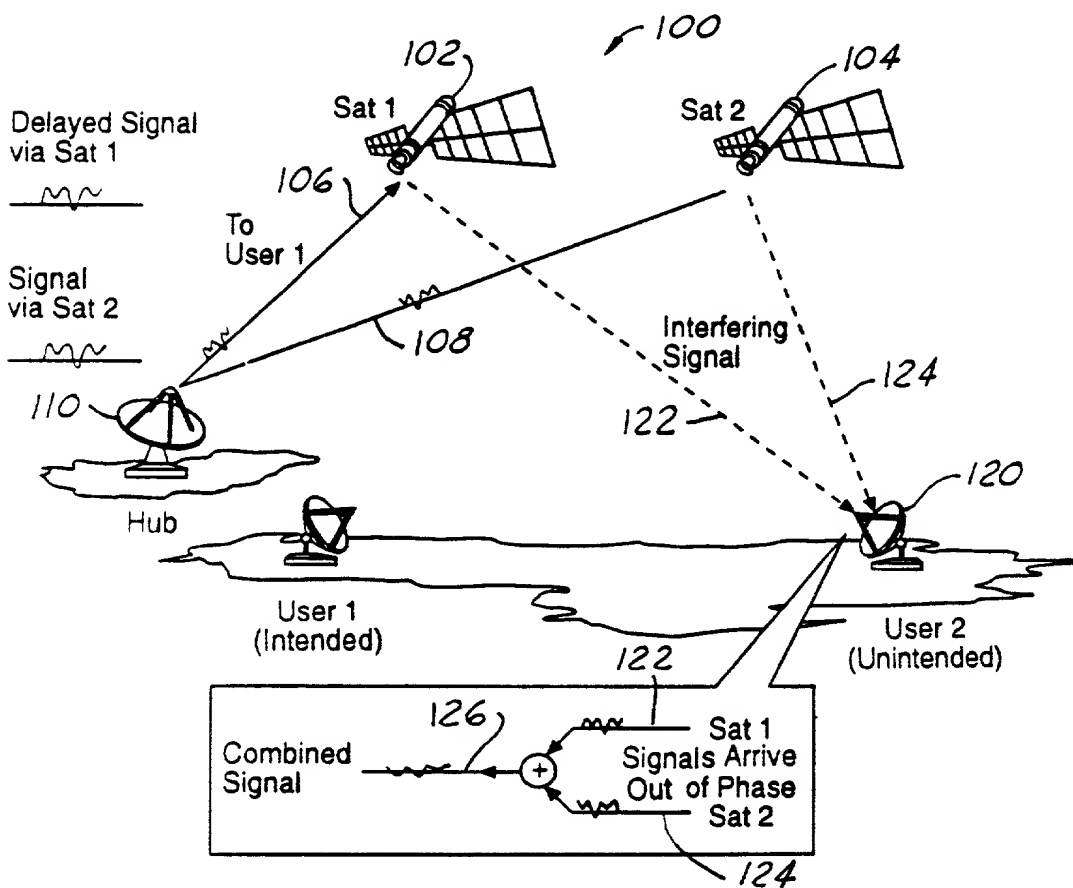 100
102
104
Sat 1
Sat 2
Delayed Signal
via Sat 1
106
To
User 1
Signal
via Sat 2
108
Interfering
Signal
122
124
110
120
Hub
User 1
(Intended)
User 2
(Unintended)
122
126
Sat 1
Combined
Signal
+
Signals Arrive
Out of Phase
Sat 2
124